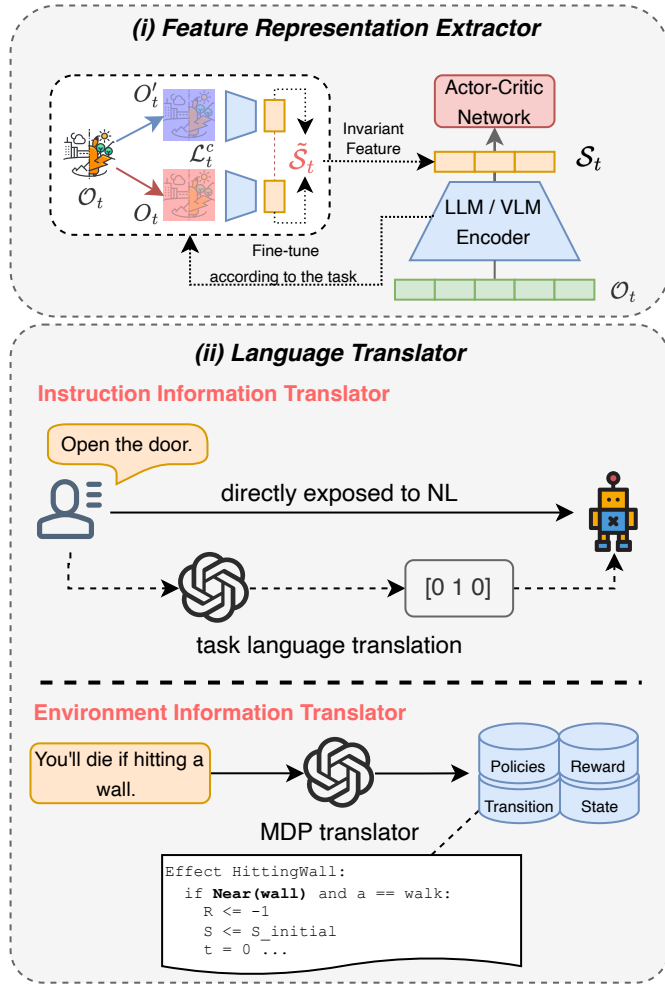 (i) Feature Representation Extractor
O′_t
L^c_t
O_t
O_t
S̃_t
Invariant
Feature
Fine-tune
according to the task
Actor-Critic
Network
S_t
LLM / VLM
Encoder
O_t
(ii) Language Translator
Instruction Information Translator
Open the door.
directly exposed to NL
[0 1 0]
task language translation
Environment Information Translator
You'll die if hitting a
wall.
MDP translator
Policies
Reward
Transition
State
Effect HittingWall:
if Near(wall) and a == walk:
R <= -1
S <= S_initial
t = 0 ...